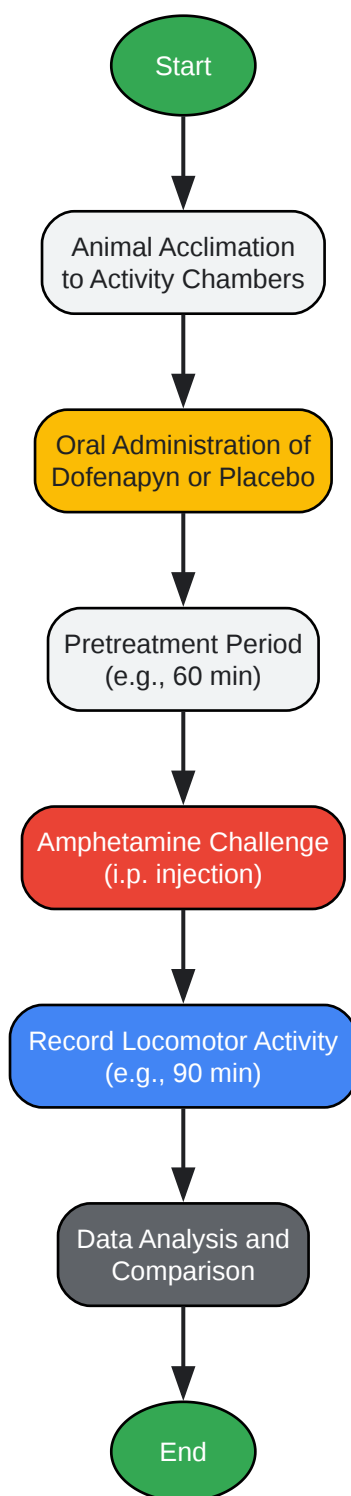 Start
Animal Acclimation
to Activity Chambers
Oral Administration of
Dofenapyn or Placebo
Pretreatment Period
(e.g., 60 min)
Amphetamine Challenge
(i.p. injection)
Record Locomotor Activity
(e.g., 90 min)
Data Analysis and
Comparison
End